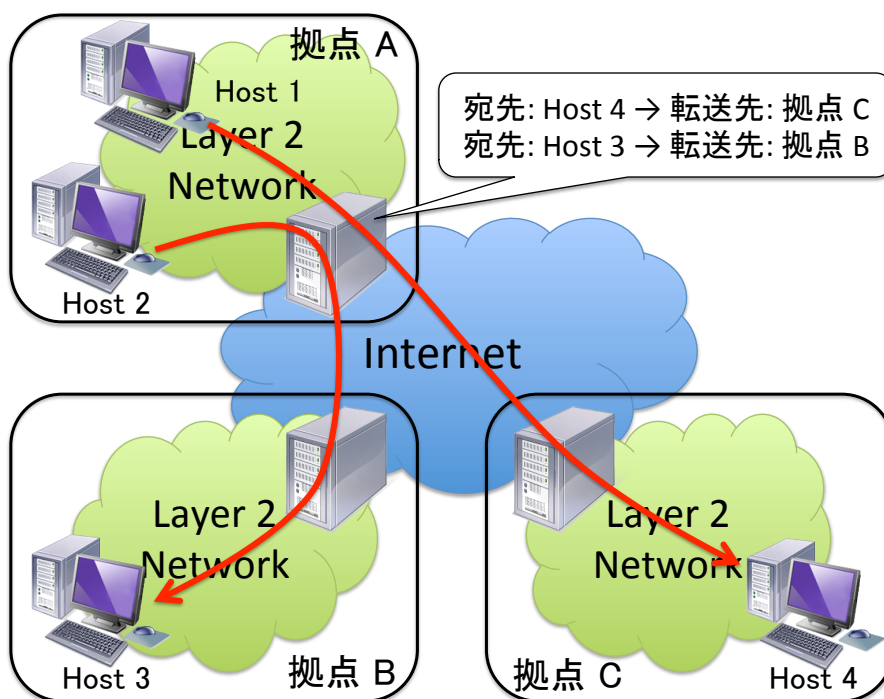 拠点 A
Host 1
Layer 2
Network
Host 2
宛先: Host 4 → 転送先: 拠点 C
宛先: Host 3 → 転送先: 拠点 B
Internet
Layer 2
Network
Host 3
拠点 B
Layer 2
Network
拠点 C
Host 4